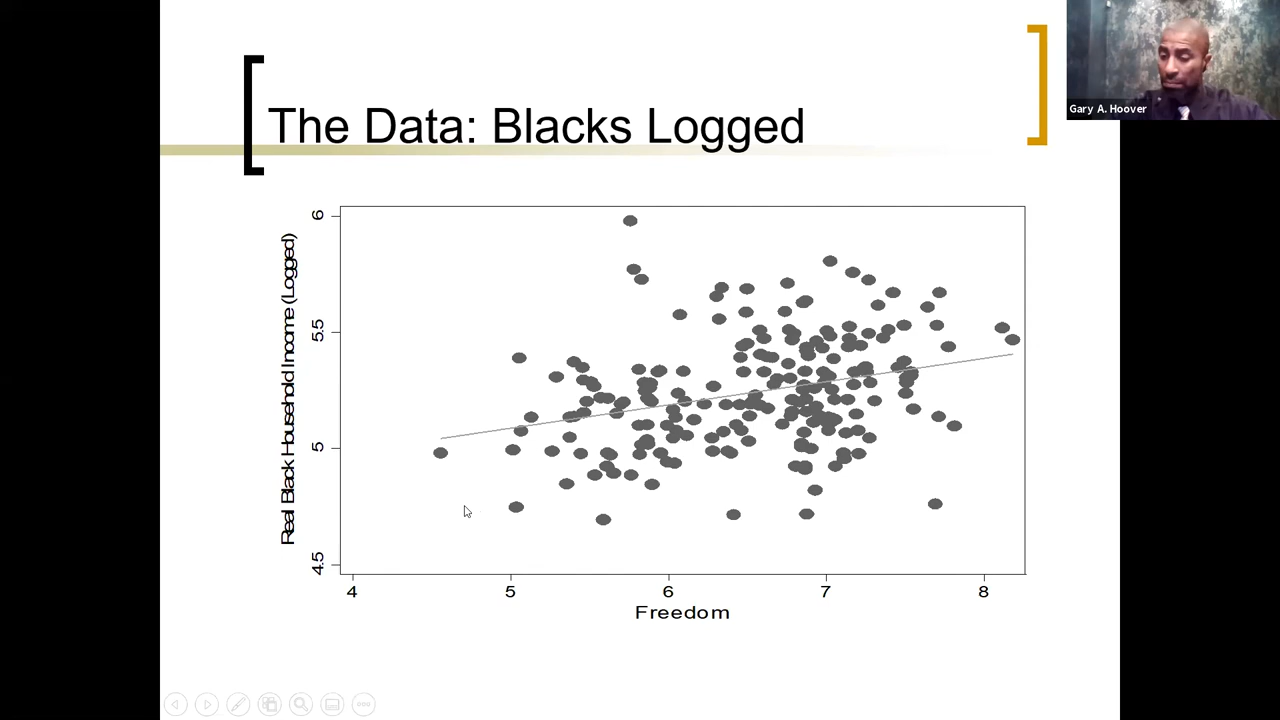 Gary A. Hoover
The Data: Blacks Logged
Real Black Household Income (Logged)
6
5.5
5
4.5
4
5
6
7
8
Freedom